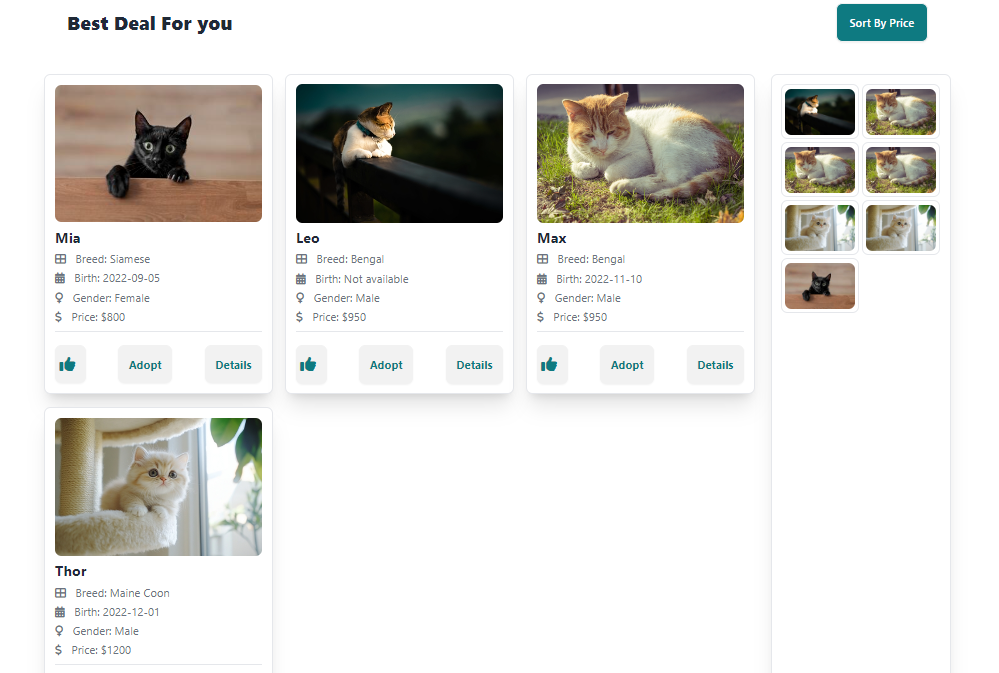 Best Deal For you
Sort By Price
Mia
Breed: Siamese
Birth: 2022-09-05
Gender: Female
Price: $800
Adopt
Details
Leo
Breed: Bengal
Birth: Not available
Gender: Male
Price: $950
Adopt
Details
Max
Breed: Bengal
Birth: 2022-11-10
Gender: Male
Price: $950
Adopt
Details
Thor
Breed: Maine Coon
Birth: 2022-12-01
Gender: Male
Price: $1200